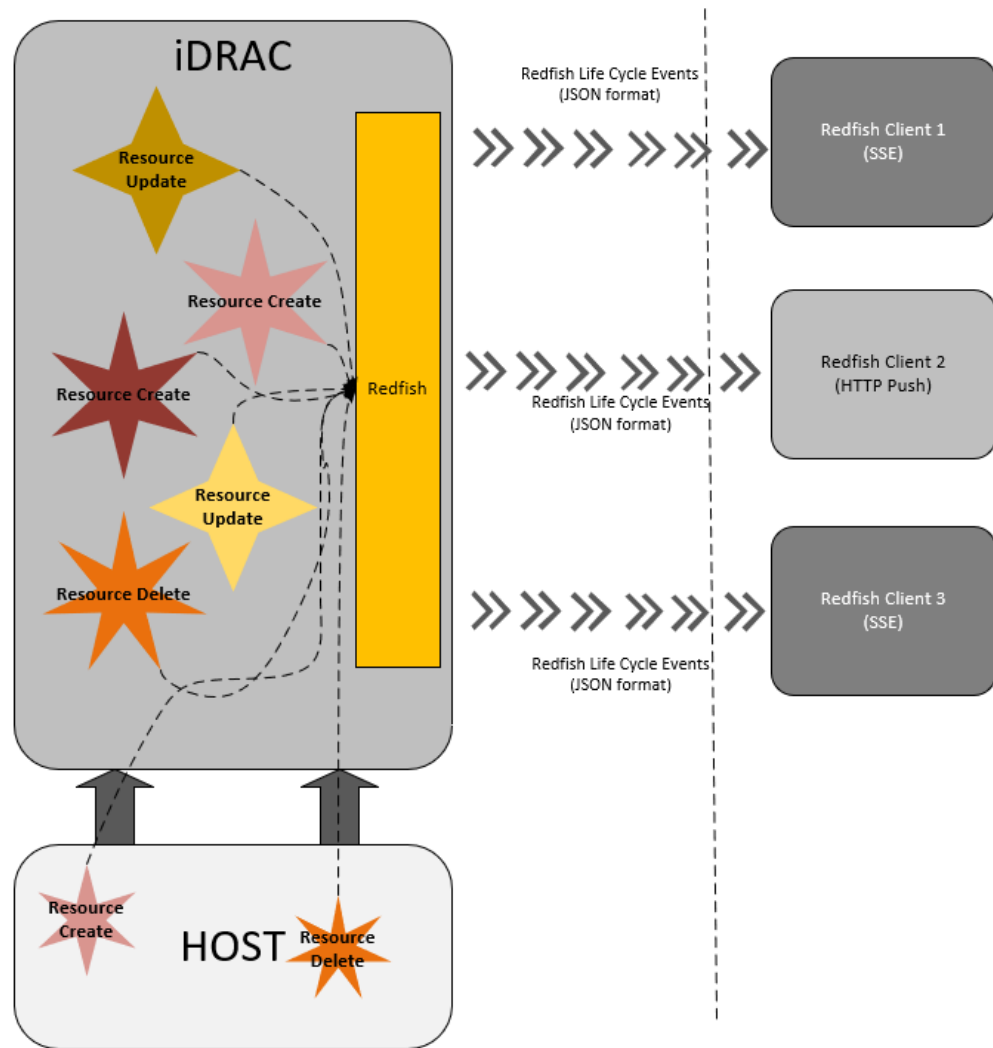 iDRAC
Resource
Update
Resource Create
Resource Create
Resource
Update
Resource Delete
Redfish
Redfish Life Cycle Events
(JSON format)
Redfish Client 1
(SSE)
Redfish Life Cycle Events
(JSON format)
Redfish Client 2
(HTTP Push)
Redfish Life Cycle Events
(JSON format)
Redfish Client 3
(SSE)
Resource
Create
HOST
Resource
Delete